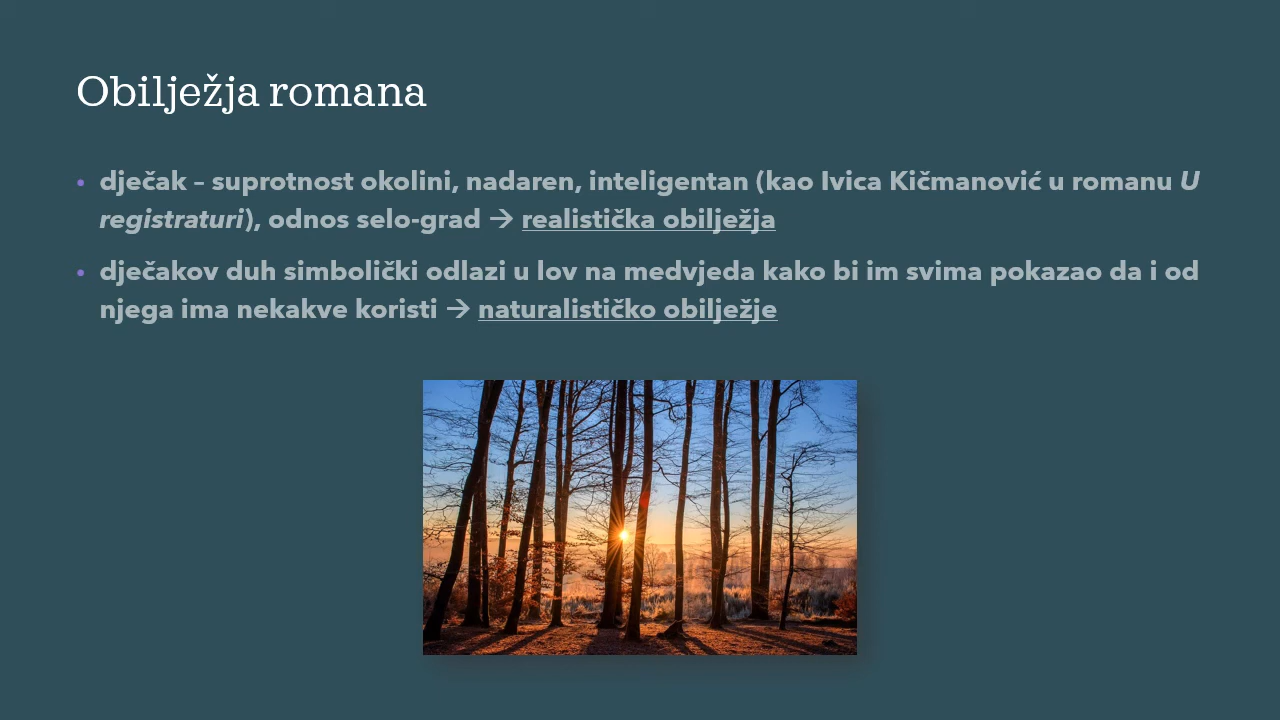 Obilježja romana
• dječak – suprotnost okolini, nadaren, inteligentan (kao Ivica Kičmanović u romanu U
registraturi), odnos selo-grad → realistička obilježja
• dječakov duh simbolički odlazi u lov na medvjeda kako bi im svima pokazao da i od
njega ima nekakve koristi → naturalističko obilježje